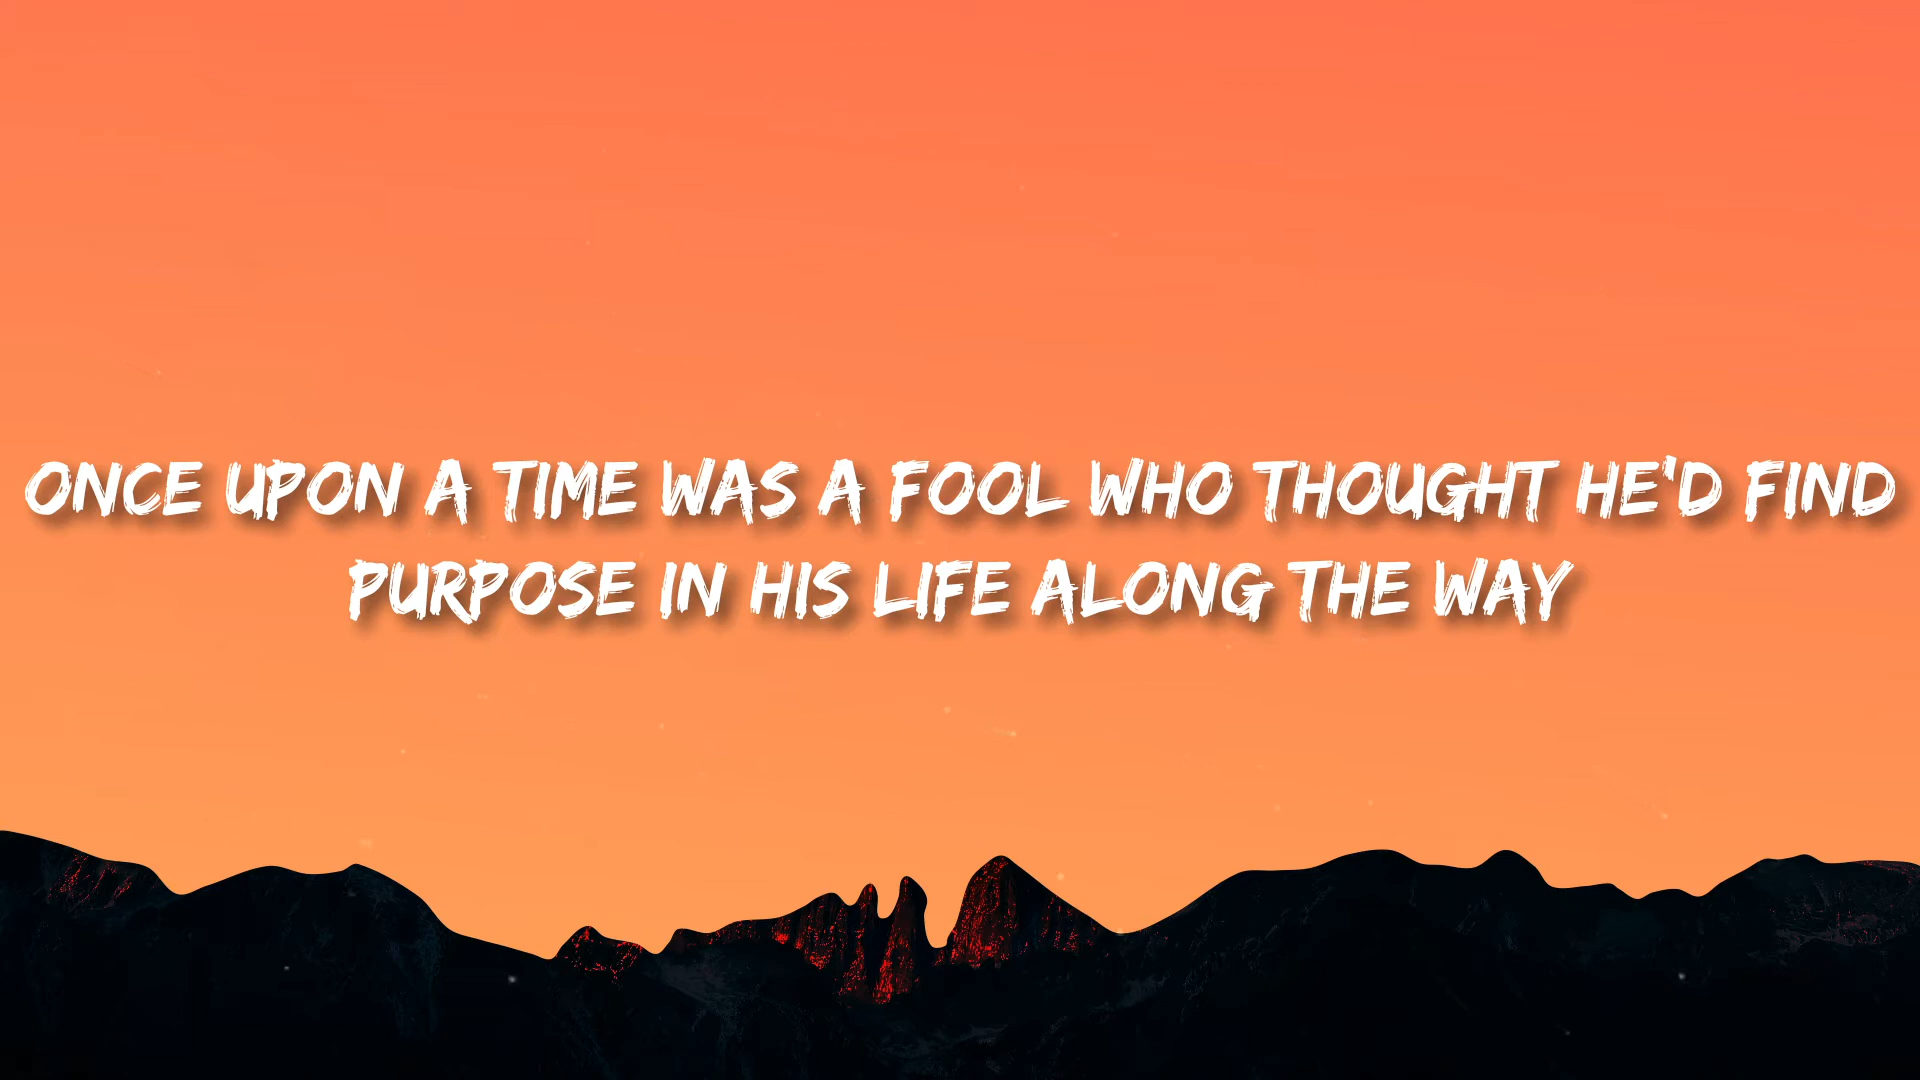 ONCE UPON A TIME WAS A FOOL WHO THOUGHT HE'D FIND
PURPOSE IN HIS LIFE ALONG THE WAY